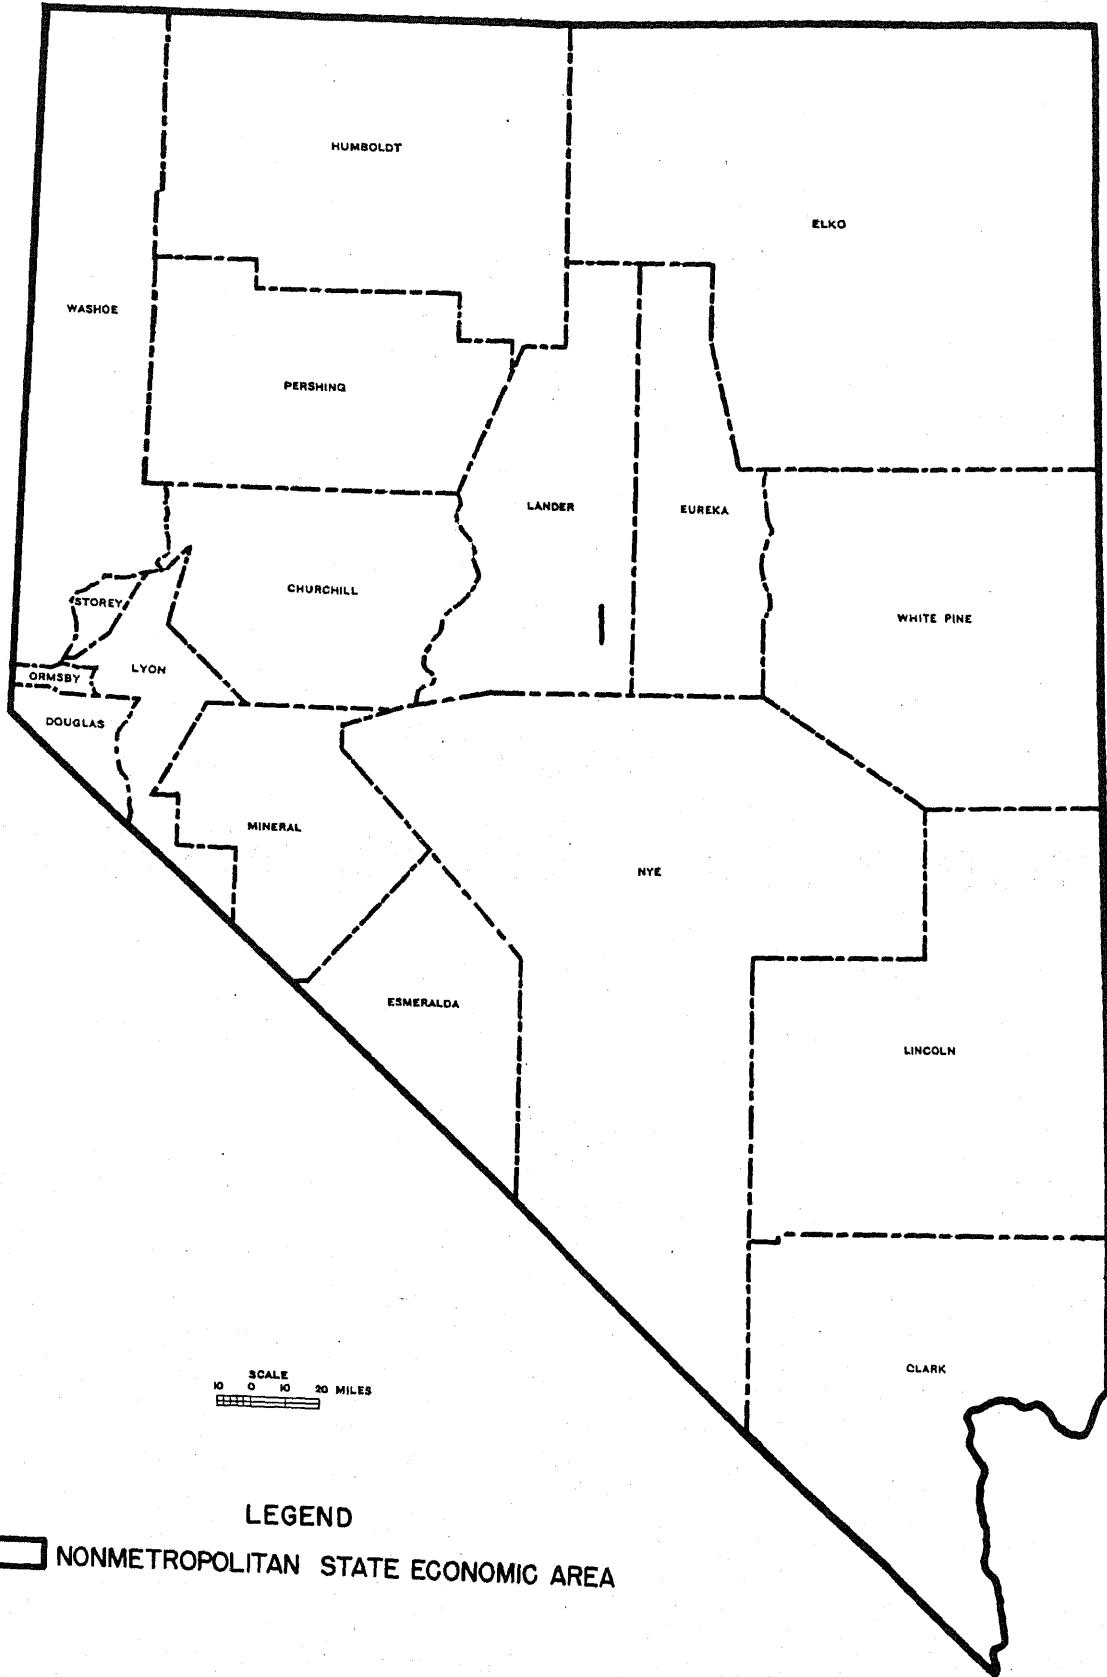 HUMBOLDT
ELKO
WASHOE
PERSHING
LANDER
EUREKA
CHURCHILL
STOREY
WHITE PINE
LYON
ORMSBY
DOUGLAS
MINERAL
NYE
ESMERALDA
LINCOLN
CLARK
SCALE
10 0 10 20 MILES
LEGEND
NONMETROPOLITAN STATE ECONOMIC AREA